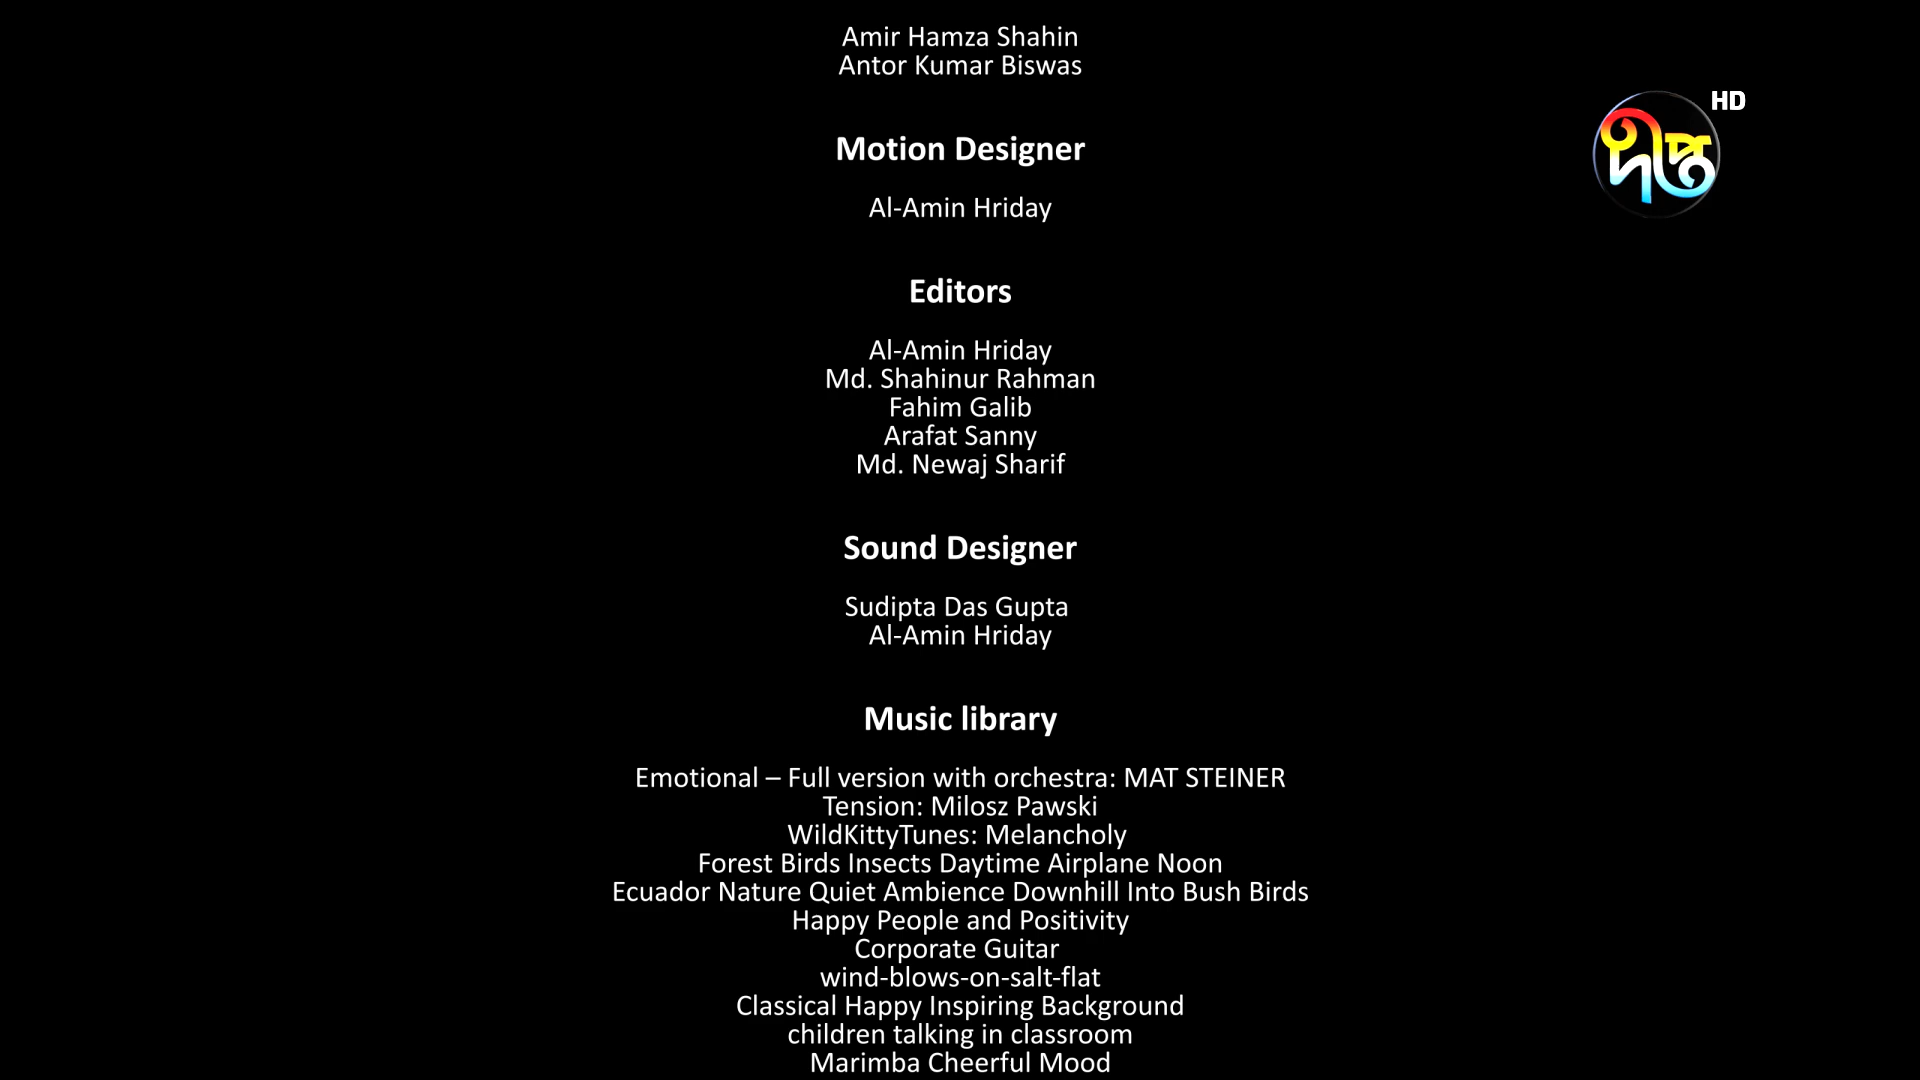 Amir Hamza Shahin
Antor Kumar Biswas
HD
দীপ্ত
Motion Designer
Al-Amin Hriday
Editors
Al-Amin Hriday
Md. Shahinur Rahman
Fahim Galib
Arafat Sanny
Md. Newaj Sharif
Sound Designer
Sudipta Das Gupta
Al-Amin Hriday
Music library
Emotional – Full version with orchestra: MAT STEINER
Tension: Milosz Pawski
WildKittyTunes: Melancholy
Forest Birds Insects Daytime Airplane Noon
Ecuador Nature Quiet Ambience Downhill Into Bush Birds
Happy People and Positivity
Corporate Guitar
wind-blows-on-salt-flat
Classical Happy Inspiring Background
children talking in classroom
Marimba Cheerful Mood